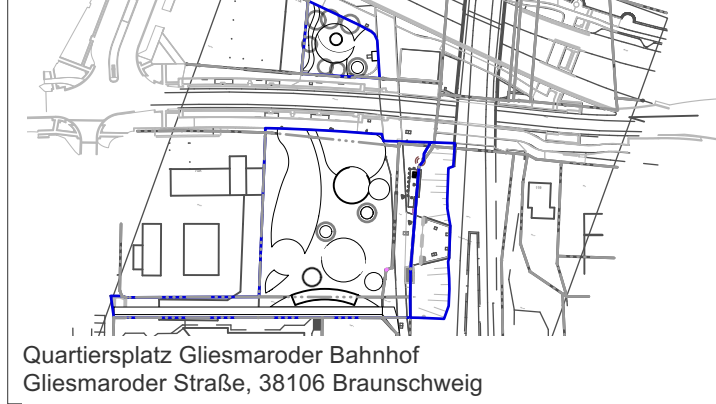 Quartiersplatz Gliesmaroder Bahnhof
Gliesmaroder Straße, 38106 Braunschweig